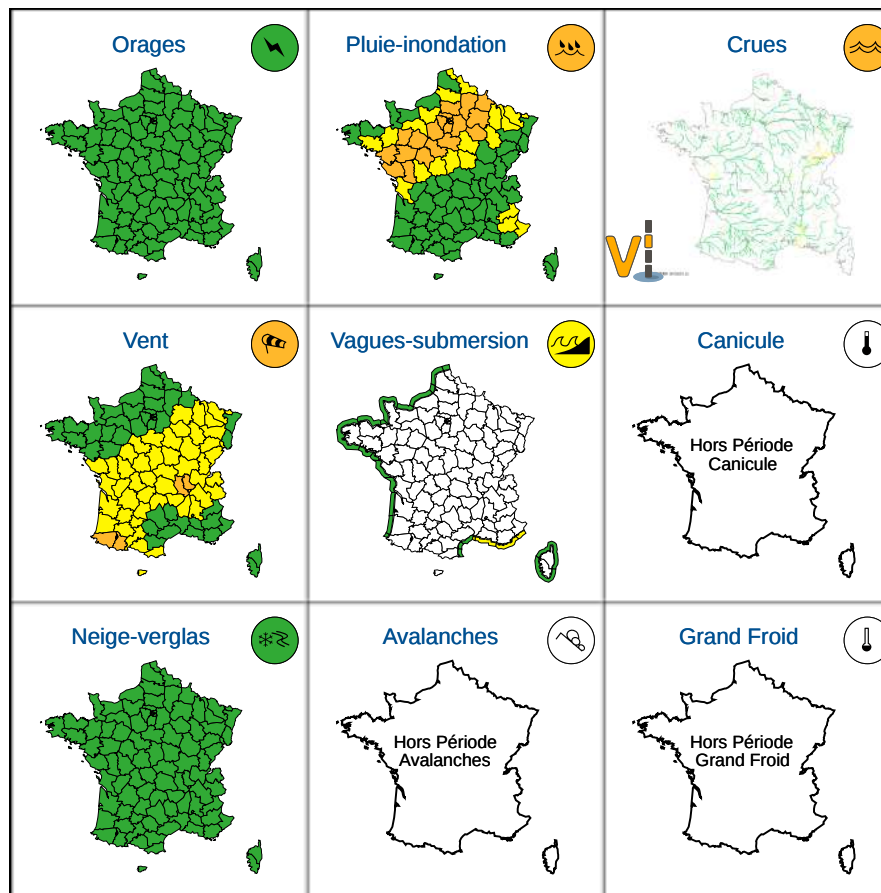 Orages
Pluie-inondation
Crues
Vi
Vent
Vagues-submersion
Canicule
Hors Période
Canicule
Neige-verglas
Avalanches
Grand Froid
Hors Période
Avalanches
Hors Période
Grand Froid